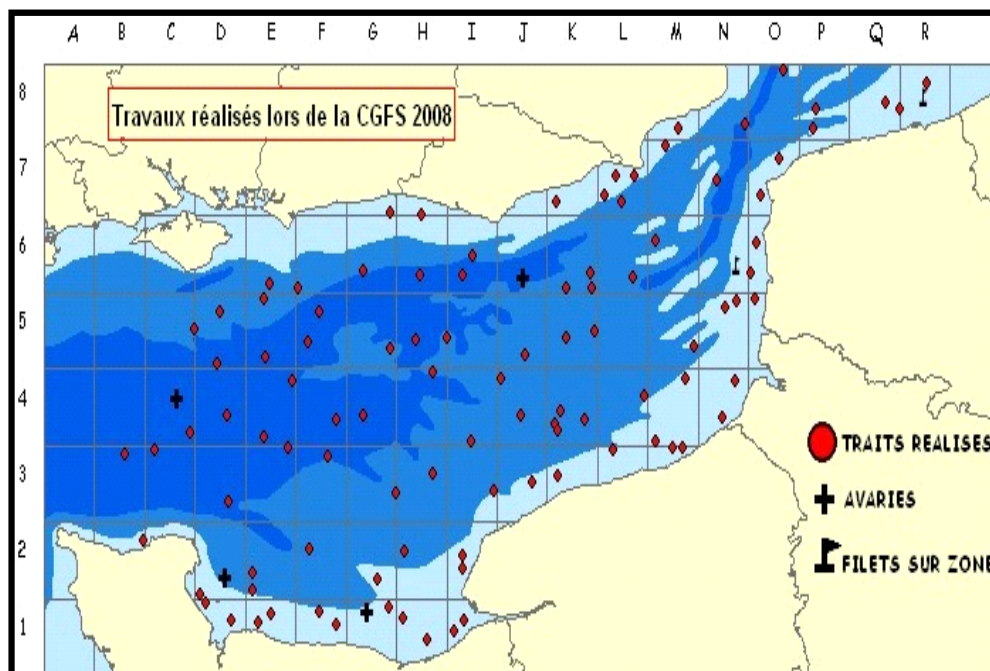 A B C D E F G H I J K L M N O P Q R
8
Travaux réalisés lors de la CGFS 2008
7
6
5
4
TRAITS REALISES
3
AVARIES
2
FILETS SUR ZONE
1